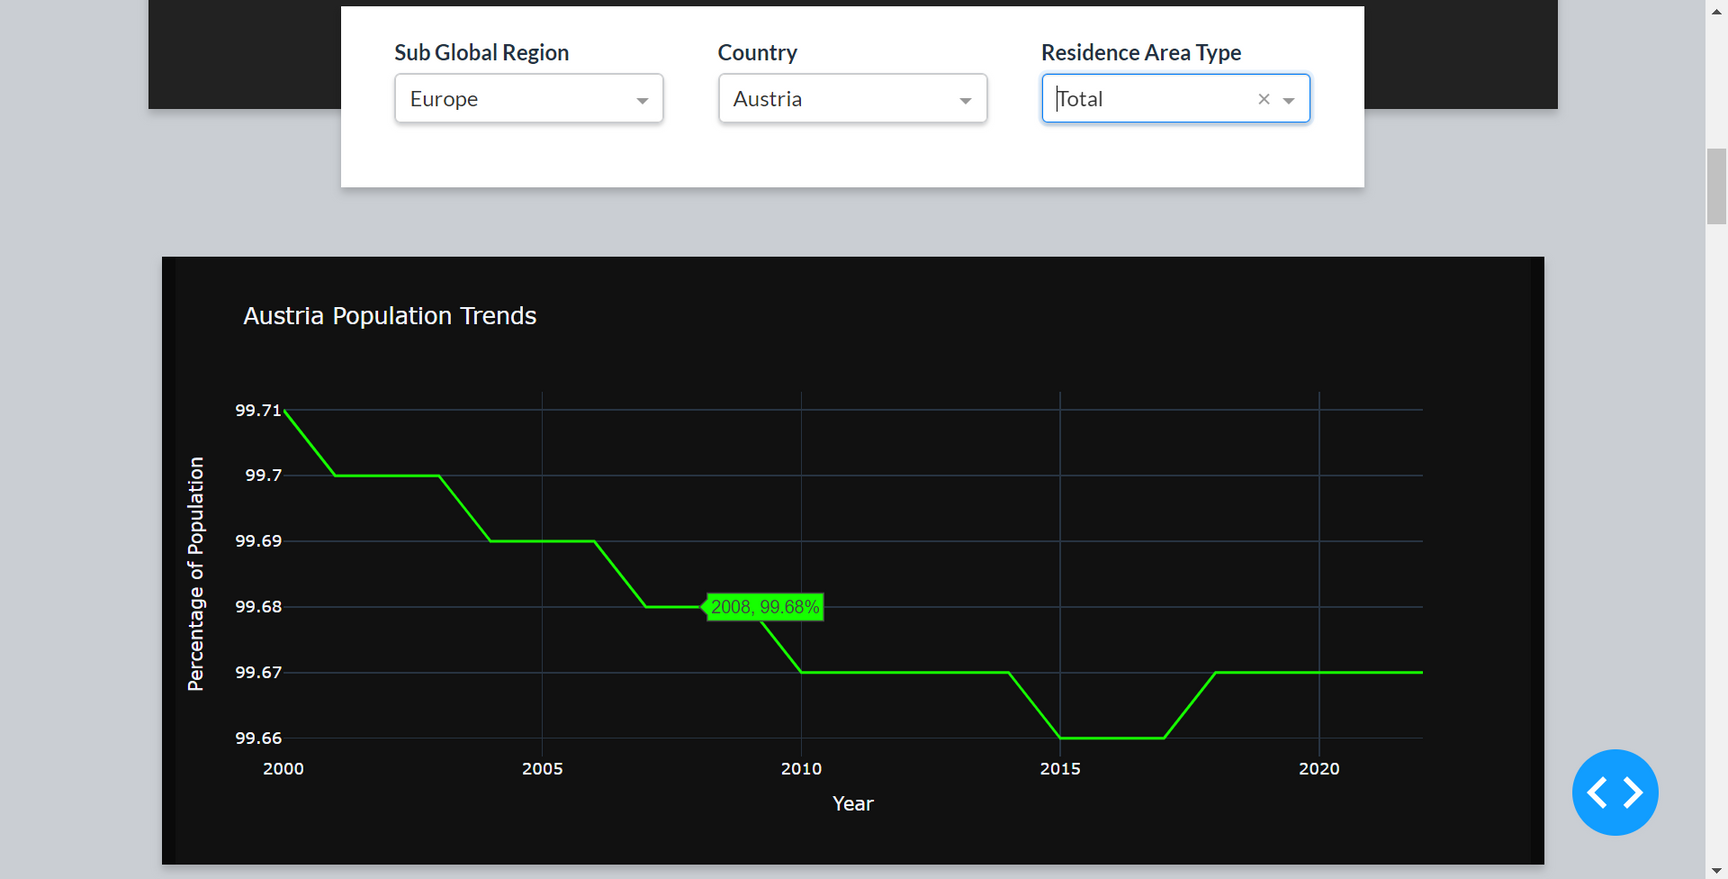 Sub Global Region
Country
Residence Area Type
Europe
Austria
Total
Austria Population Trends
99.71
99.7
99.69
99.68
99.67
99.66
2008, 99.68%
Percentage of Population
2000
2005
2010
2015
2020
Year